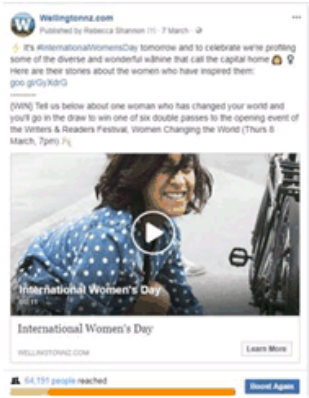 Wellingtonnz.com
Published by Rebecca Shannon · 7 March ·
It's #InternationalWomensDay tomorrow and to celebrate we're profiling
some of the diverse and wonderful wāhine that call the capital home
Here are their stories about the women who have inspired them:
goo.gl/
[WIN] Tell us below about one woman who has changed your world and
you'll go in the draw to win one of six double passes to the opening event of
the Writers & Readers Festival, Women Changing the World (Thurs 8
March, 7pm)
International Women's Day
International Women's Day
WELLINGTONNZ.COM
Learn More
64,191 people reached
Boost Again